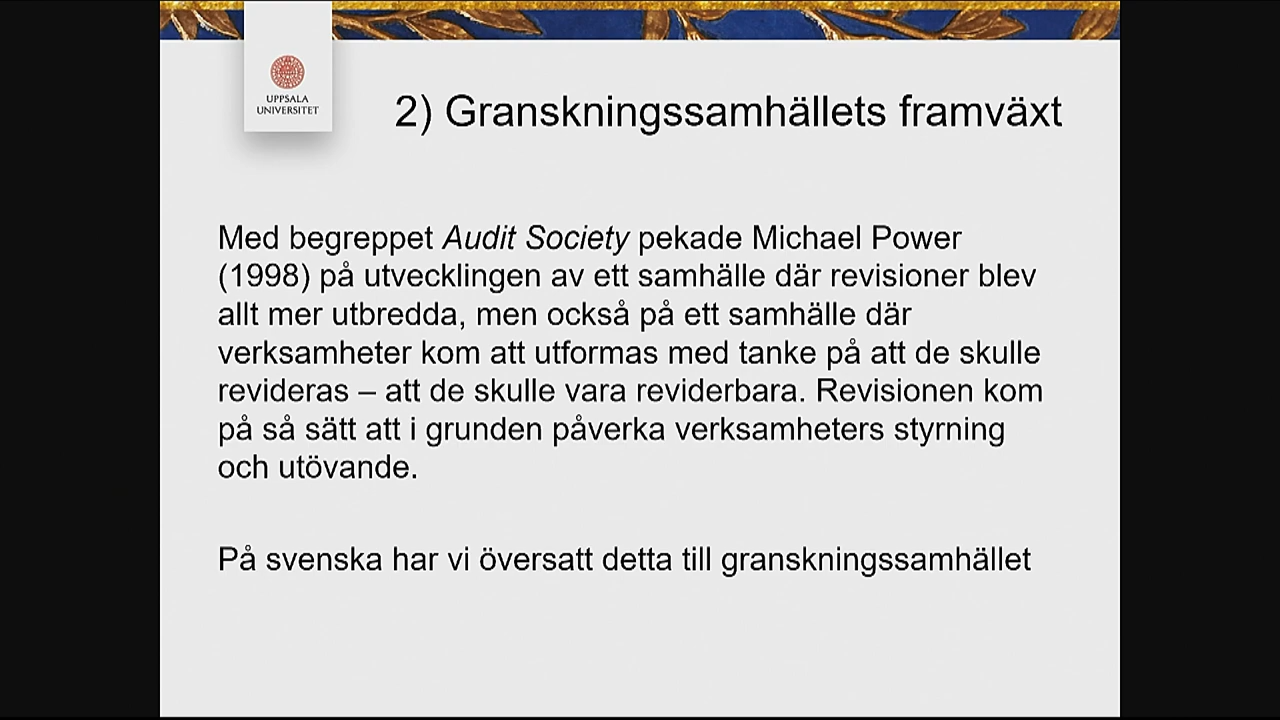 UPPSALA
UNIVERSITET
2) Granskningssamhällets framväxt
Med begreppet Audit Society pekade Michael Power
(1998) på utvecklingen av ett samhälle där revisioner blev
allt mer utbredda, men också på ett samhälle där
verksamheter kom att utformas med tanke på att de skulle
revideras – att de skulle vara reviderbara. Revisionen kom
på så sätt att i grunden påverka verksamheters styrning
och utövande.
På svenska har vi översatt detta till granskningssamhället